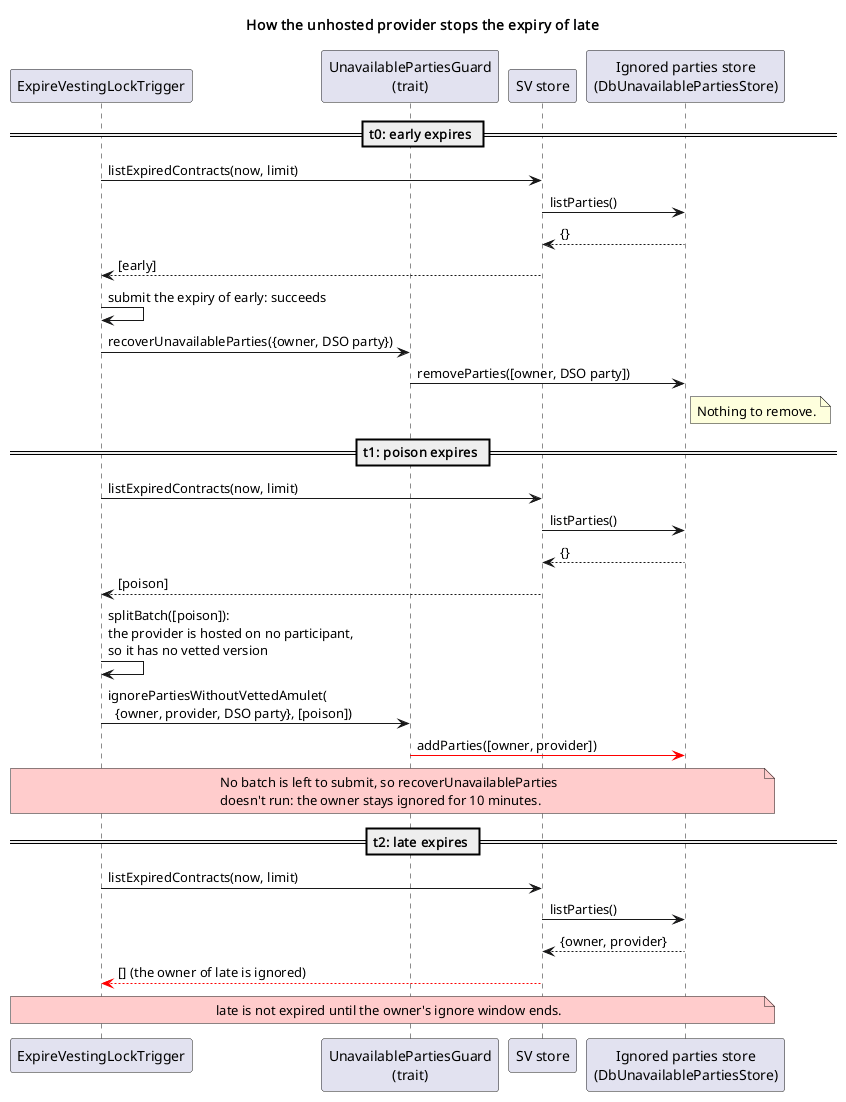 How the unhosted provider stops the expiry of late
ExpireVestingLockTrigger
UnavailablePartiesGuard
(trait)
SV store
Ignored parties store
(DbUnavailablePartiesStore)
t0: early expires
listExpiredContracts(now, limit)
listParties()
{}
[early]
submit the expiry of early: succeeds
recoverUnavailableParties({owner, DSO party})
removeParties([owner, DSO party])
Nothing to remove.
t1: poison expires
listExpiredContracts(now, limit)
listParties()
{}
[poison]
splitBatch([poison]):
the provider is hosted on no participant,
so it has no vetted version
ignorePartiesWithoutVettedAmulet(
{owner, provider, DSO party}, [poison])
addParties([owner, provider])
No batch is left to submit, so recoverUnavailableParties
doesn't run: the owner stays ignored for 10 minutes.
t2: late expires
listExpiredContracts(now, limit)
listParties()
{owner, provider}
[] (the owner of late is ignored)
late is not expired until the owner's ignore window ends.
ExpireVestingLockTrigger
UnavailablePartiesGuard
(trait)
SV store
Ignored parties store
(DbUnavailablePartiesStore)